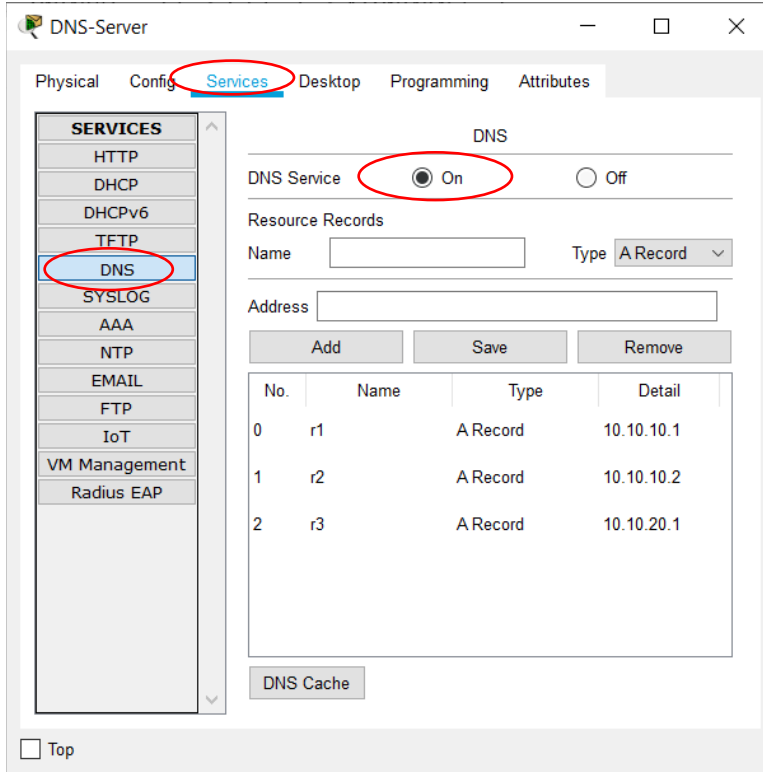 DNS-Server
Physical Config Services Desktop Programming Attributes
SERVICES
HTTP
DHCP
DHCPv6
TFTP
DNS
SYSLOG
AAA
NTP
EMAIL
FTP
IoT
VM Management
Radius EAP
DNS
DNS Service On Off
Resource Records
Name Type A Record
Address
Add Save Remove
No. Name Type Detail
0 r1 A Record 10.10.10.1
1 r2 A Record 10.10.10.2
2 r3 A Record 10.10.20.1
DNS Cache
Top